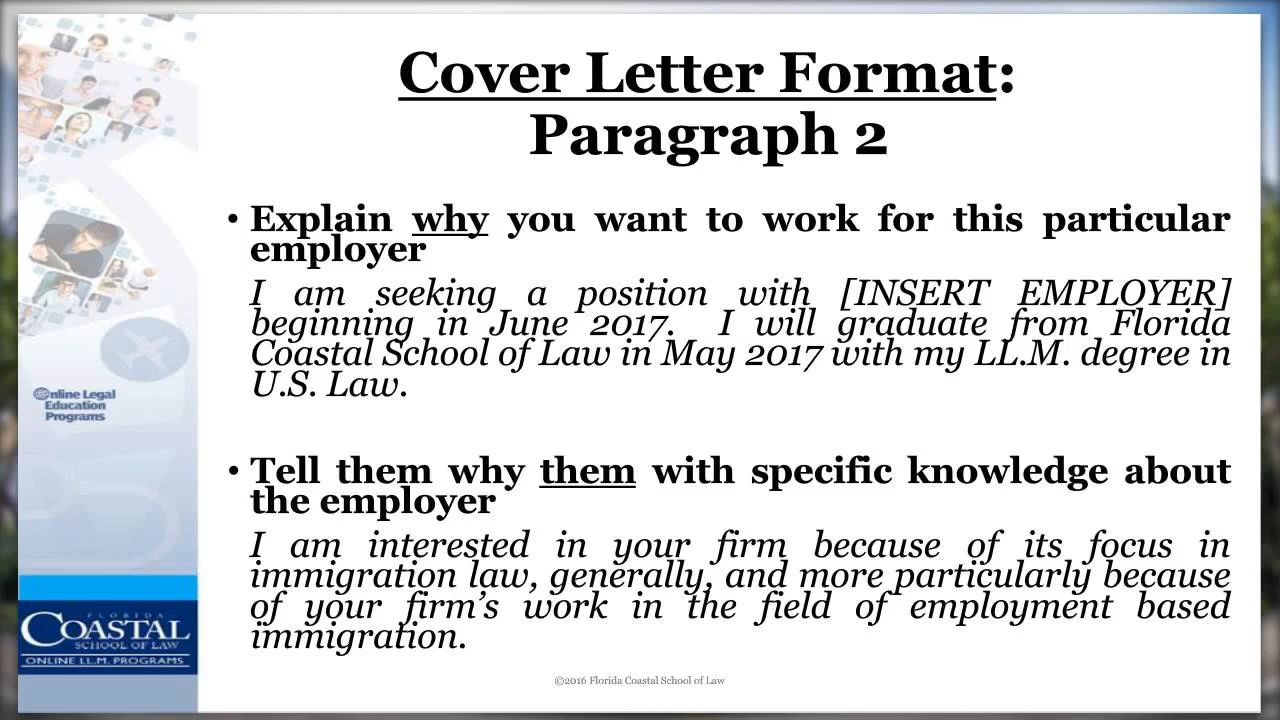 Cover Letter Format:
Paragraph 2
• Explain why you want to work for this particular
employer
I am seeking a position with [INSERT EMPLOYER]
beginning in June 2017. I will graduate from Florida
Coastal School of Law in May 2017 with my LL.M. degree in
U.S. Law.
• Tell them why them with specific knowledge about
the employer
I am interested in your firm because of its focus in
immigration law, generally, and more particularly because
of your firm's work in the field of employment based
immigration.
Online Legal
Education
Programs
FLORIDA
COASTAL
SCHOOL OF LAW
ONLINE LL.M. PROGRAMS
©2016 Florida Coastal School of Law